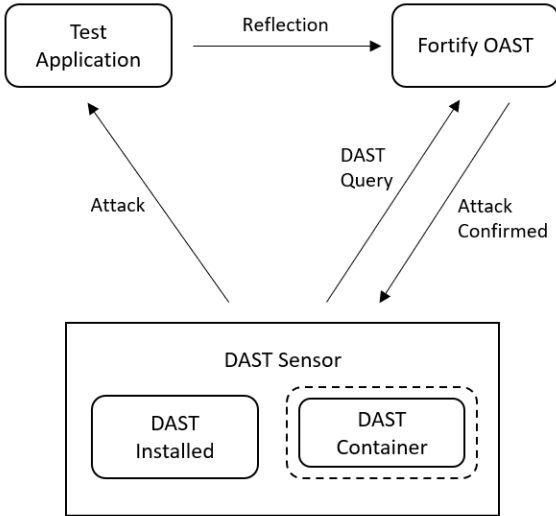 Test
Application
Reflection
Fortify OAST
DAST
Query
Attack
Attack
Confirmed
DAST Sensor
DAST
Installed
DAST
Container